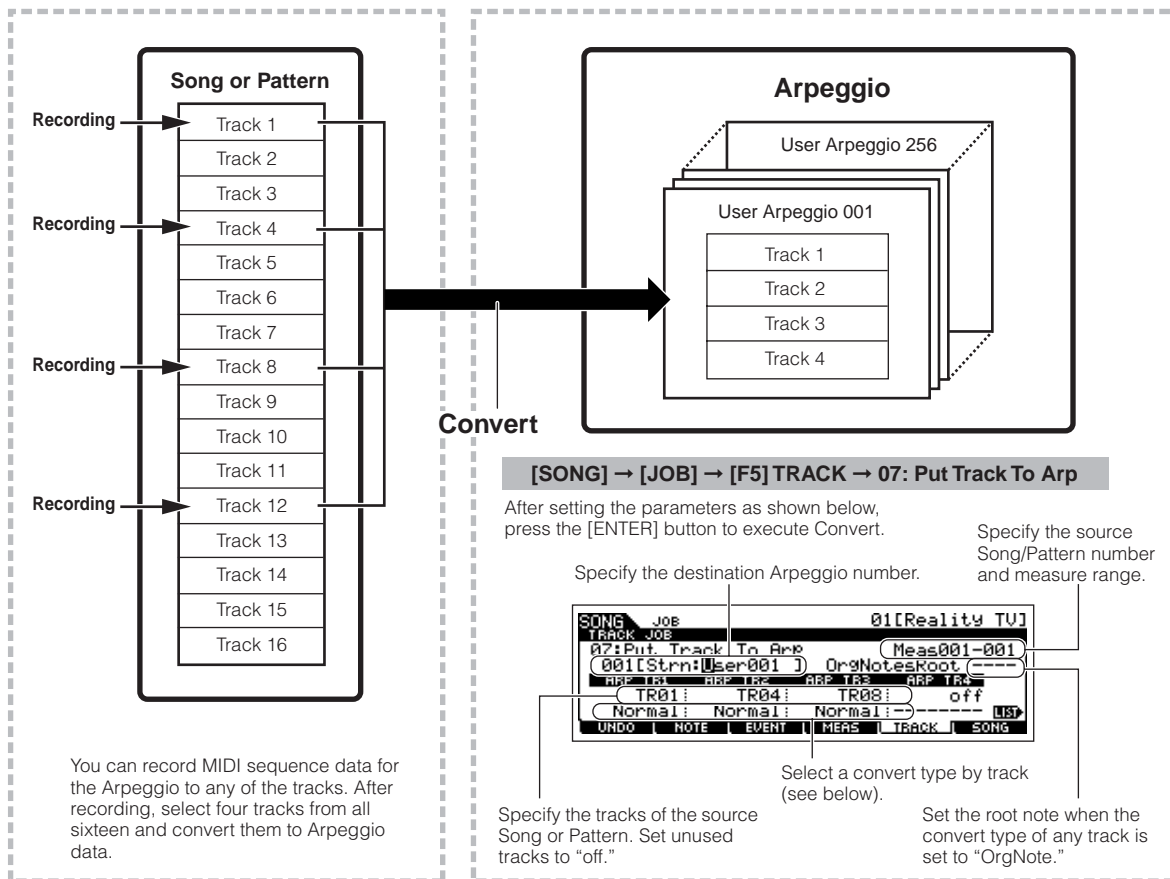 Song or Pattern
Recording
Track 1
Track 2
Track 3
Recording
Track 4
Track 5
Track 6
Track 7
Recording
Track 8
Track 9
Track 10
Track 11
Recording
Track 12
Track 13
Track 14
Track 15
Track 16
You can record MIDI sequence data for
the Arpeggio to any of the tracks. After
recording, select four tracks from all
sixteen and convert them to Arpeggio
data.
Convert
Arpeggio
User Arpeggio 256
User Arpeggio 001
Track 1
Track 2
Track 3
Track 4
[SONG] → [JOB] → [F5] TRACK → 07: Put Track To Arp
After setting the parameters as shown below,
press the [ENTER] button to execute Convert.
Specify the source
Song/Pattern number
and measure range.
Specify the destination Arpeggio number.
SONG JOB 01[Reality TV]
TRACK JOB
07:Put Track To Arp Meas001-001
001[Strn:User001 ] OrgNotesRoot ----
ARP TR1 ARP TR2 ARP TR3 ARP TR4
TR01 TR04 TR08 off
Normal Normal Normal -------- LIST
UNDO NOTE EVENT MEAS TRACK SONG
Select a convert type by track
(see below).
Specify the tracks of the source
Song or Pattern. Set unused
tracks to “off.”
Set the root note when the
convert type of any track is
set to “OrgNote.”